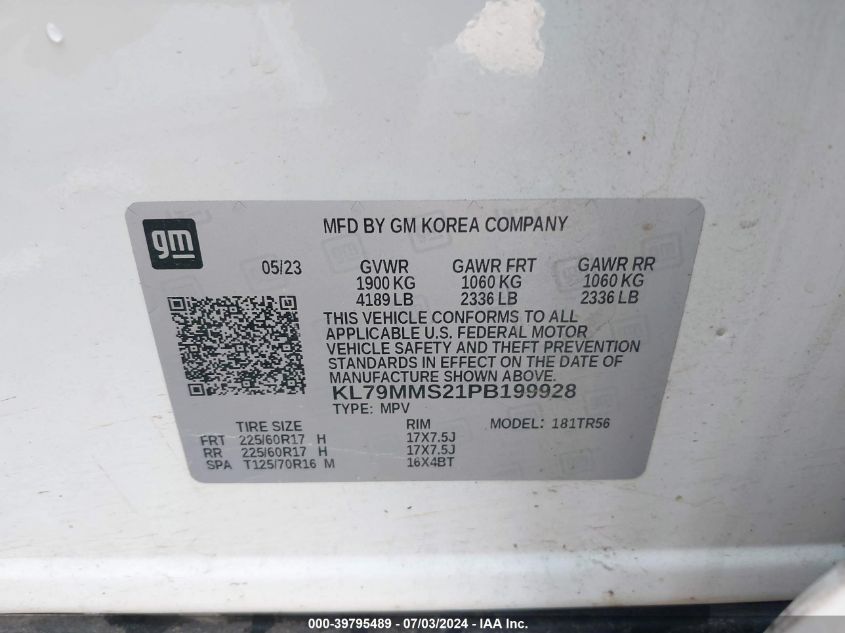 gm
MFD BY GM KOREA COMPANY
05/23 GVWR GAWR FRT GAWR RR
1900 KG 1060 KG 1060 KG
4189 LB 2336 LB 2336 LB
THIS VEHICLE CONFORMS TO ALL
APPLICABLE U.S. FEDERAL MOTOR
VEHICLE SAFETY AND THEFT PREVENTION
STANDARDS IN EFFECT ON THE DATE OF
MANUFACTURE SHOWN ABOVE.
KL79MMS21PB199928
TYPE: MPV
TIRE SIZE RIM MODEL: 181TR56
FRT 225/60R17 H 17X7.5J
RR 225/60R17 H 17X7.5J
SPA T125/70R16 M 16X4BT
000-39795489 - 07/03/2024 - Copyright 2024 IAA, Inc.